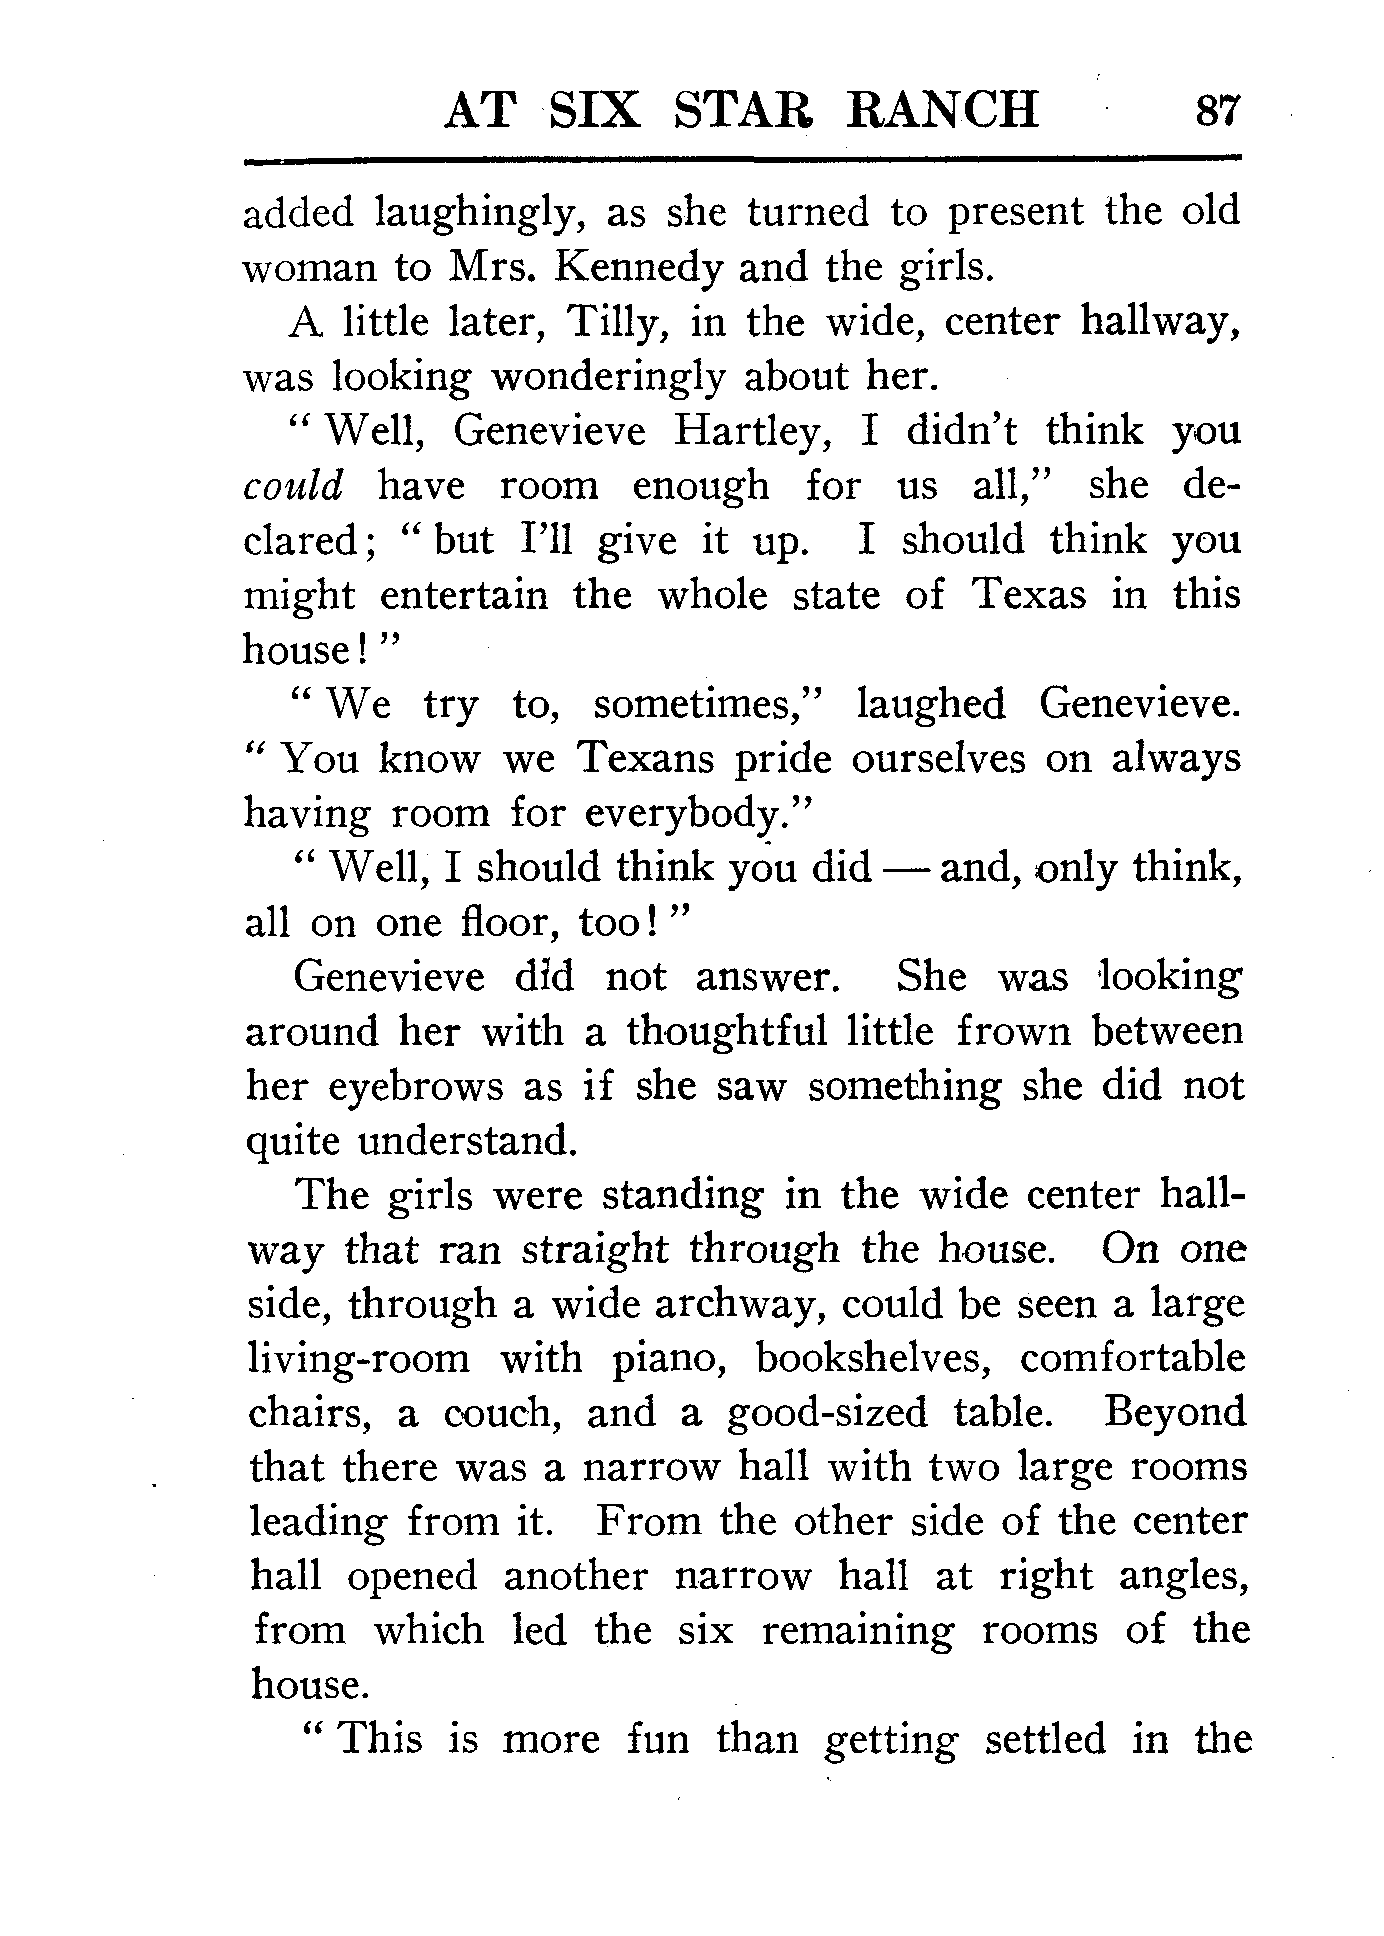 AT SIX STAR RANCH 87
added laughingly, as she turned to present the old
woman to Mrs. Kennedy and the girls.
A little later, Tilly, in the wide, center hallway,
was looking wonderingly about her.
“ Well, Genevieve Hartley, I didn’t think you
could have room enough for us all,” she de-
clared; “ but I’ll give it up. I should think you
might entertain the whole state of Texas in this
house! ”
“ We try to, sometimes,” laughed Genevieve.
“ You know we Texans pride ourselves on always
having room for everybody.”
“ Well, I should think you did — and, only think,
all on one floor, too! ”
Genevieve did not answer. She was looking
around her with a thoughtful little frown between
her eyebrows as if she saw something she did not
quite understand.
The girls were standing in the wide center hall-
way that ran straight through the house. On one
side, through a wide archway, could be seen a large
living-room with piano, bookshelves, comfortable
chairs, a couch, and a good-sized table. Beyond
that there was a narrow hall with two large rooms
leading from it. From the other side of the center
hall opened another narrow hall at right angles,
from which led the six remaining rooms of the
house.
“ This is more fun than getting settled in the